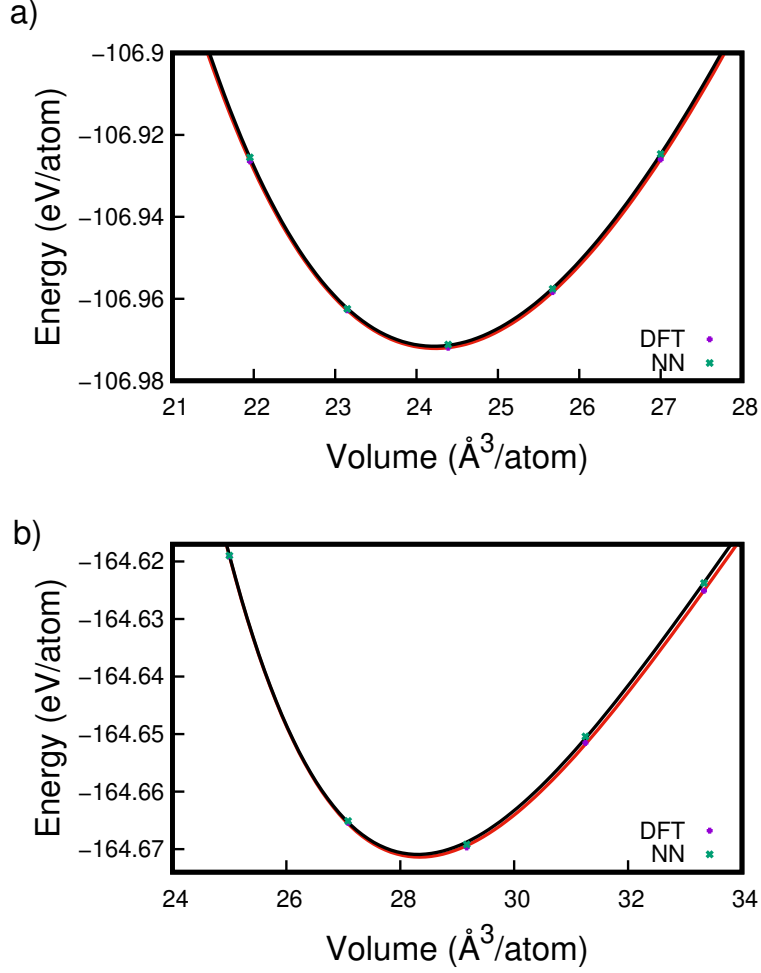 a)
−106.9
−106.92
−106.94
−106.96
−106.98
Energy (eV/atom)
DFT
NN
21 22 23 24 25 26 27 28
Volume (Å3/atom)
b)
−164.62
−164.63
−164.64
−164.65
−164.66
−164.67
Energy (eV/atom)
DFT
NN
24 26 28 30 32 34
Volume (Å3/atom)